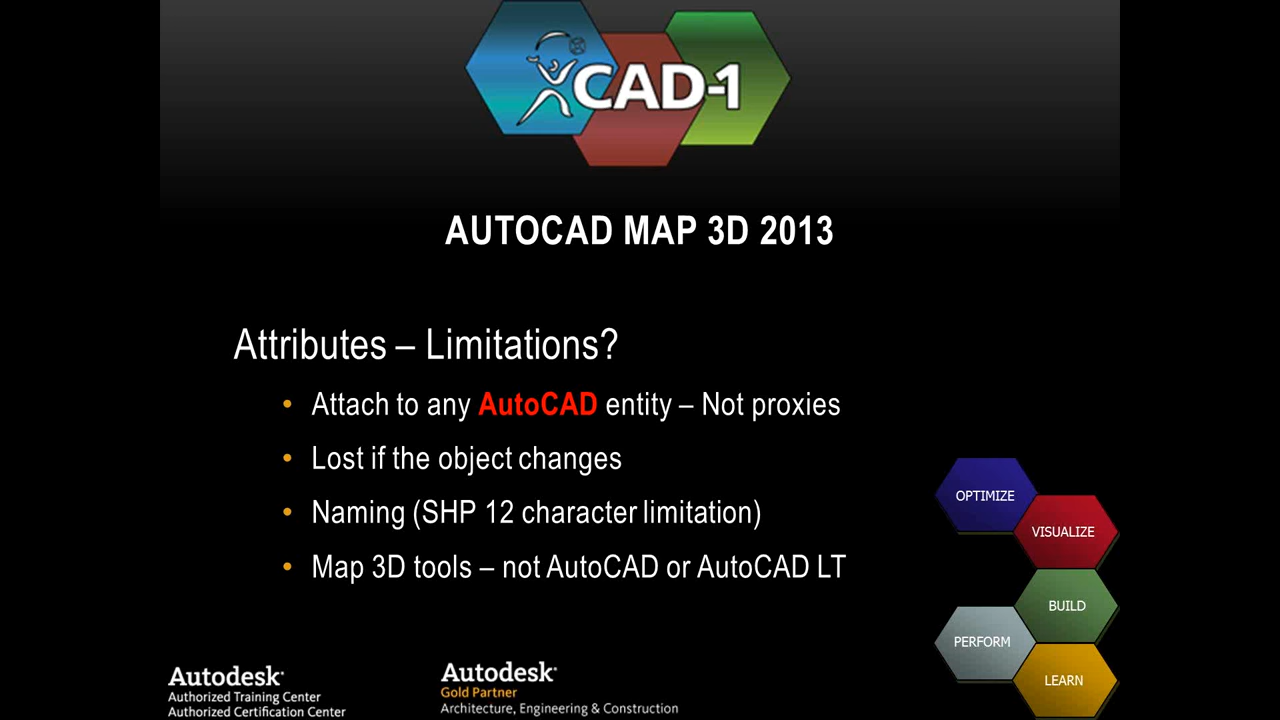 CAD-1
AUTOCAD MAP 3D 2013
Attributes – Limitations?
• Attach to any AutoCAD entity – Not proxies
• Lost if the object changes
• Naming (SHP 12 character limitation)
• Map 3D tools – not AutoCAD or AutoCAD LT
OPTIMIZE
VISUALIZE
BUILD
PERFORM
LEARN
Autodesk
Authorized Training Center
Authorized Certification Center
Autodesk
Gold Partner
Architecture, Engineering & Construction